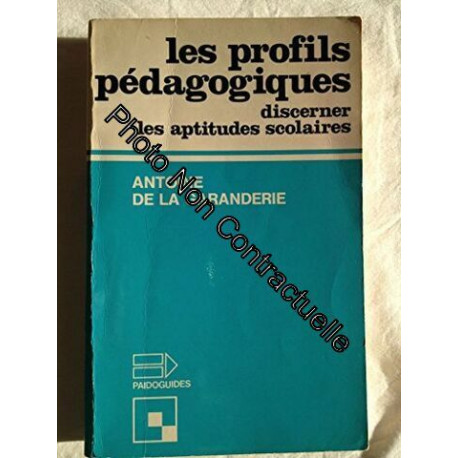 les profils
pédagogiques
discerner
les aptitudes scolaires
DE LA
PAIDOGUIDES
Photo Non Contractuelle